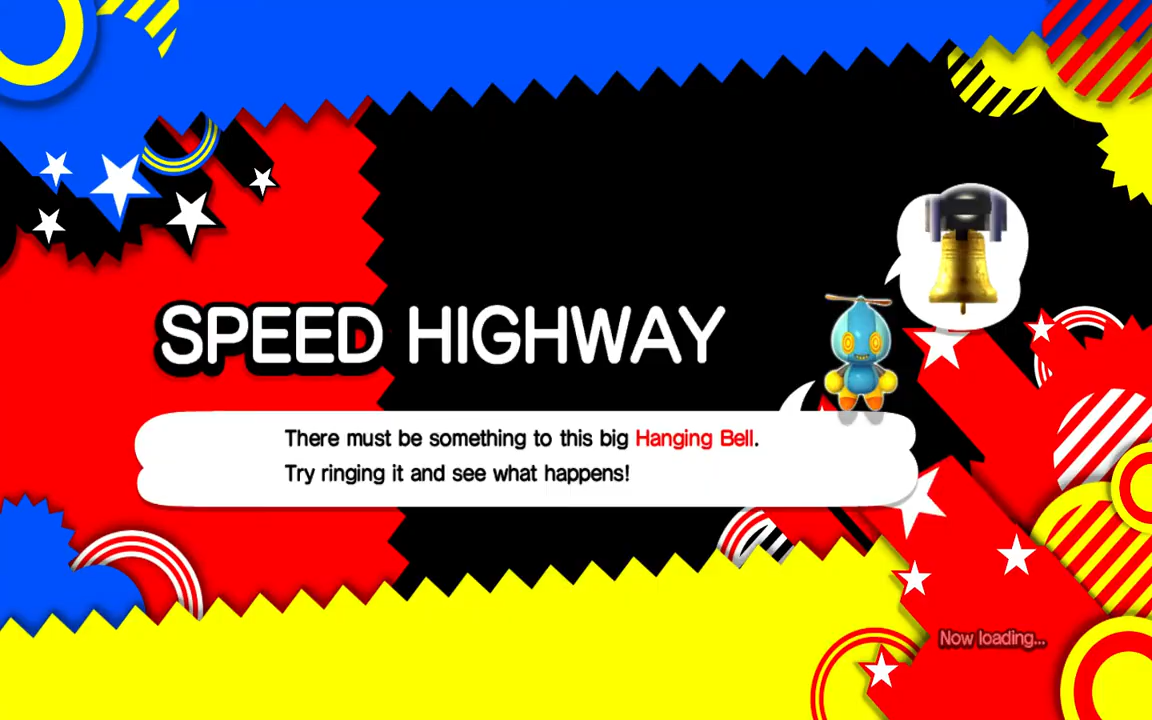 SPEED HIGHWAY
There must be something to this big Hanging Bell.
Try ringing it and see what happens!
Now loading...